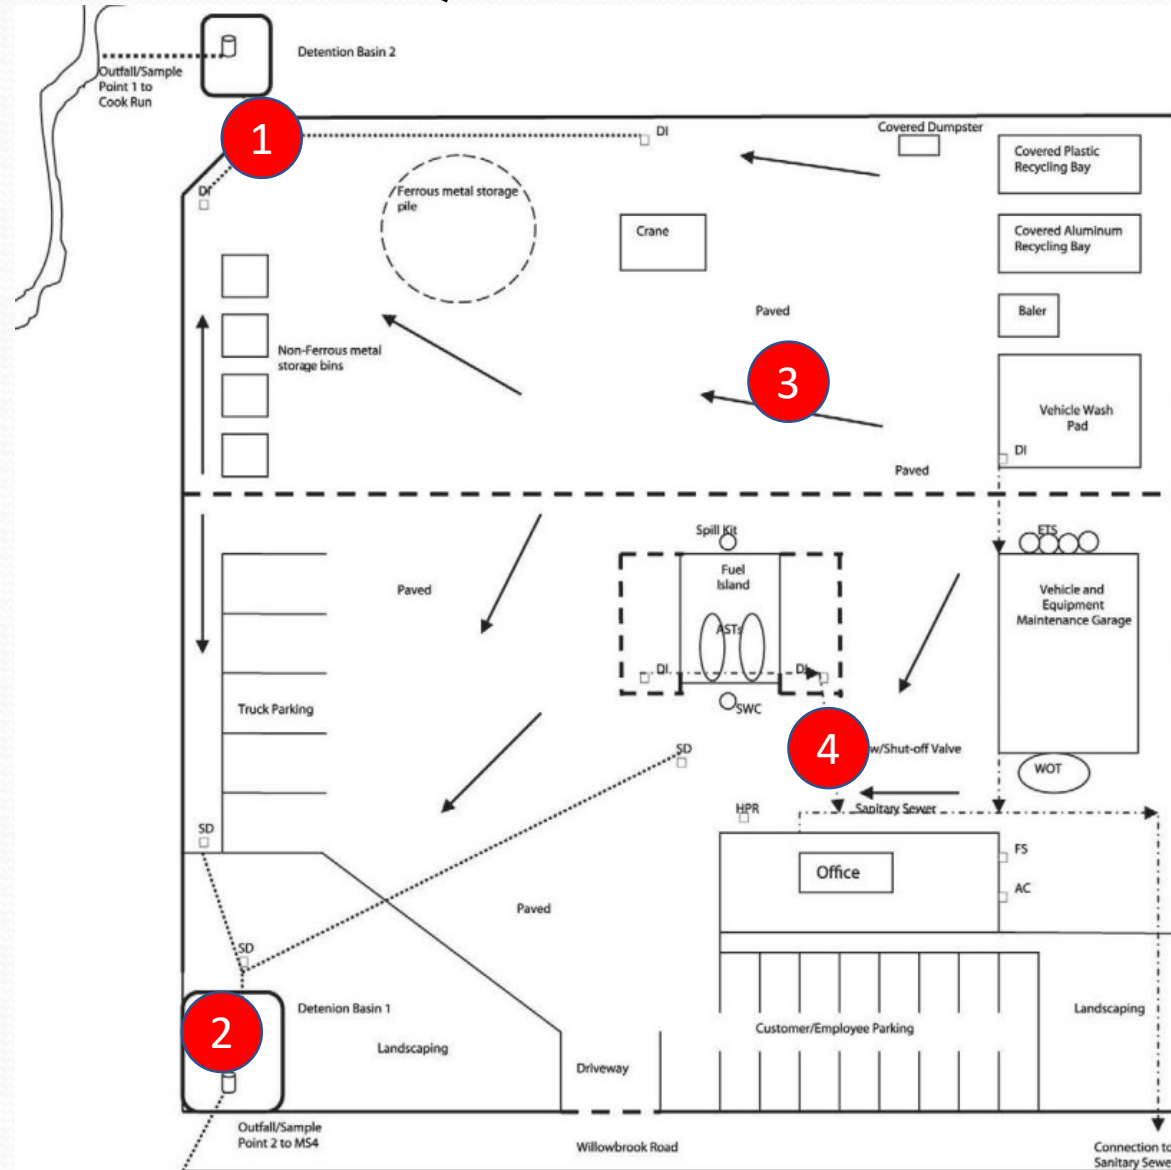 Detention Basin 2
Outfall/Sample
Point 1 to
Cook Run
1
DI
Covered Dumpster
Covered Plastic
Recycling Bay
DI
Ferrous metal storage
pile
Crane
Covered Aluminum
Recycling Bay
Paved
Baler
Non-Ferrous metal
storage bins
3
Vehicle Wash
Pad
DI
Paved
Spill Kit
ETS
Fuel
Island
Paved
Vehicle and
Equipment
Maintenance Garage
ASTs
DI
DI
SWC
Truck Parking
SD
4
w/Shut-off Valve
WOT
HPR
Sanitary Sewer
SD
FS
Office
AC
Paved
SD
Detenion Basin 1
2
Landscaping
Customer/Employee Parking
Landscaping
Driveway
Outfall/Sample
Point 2 to MS4
Willowbrook Road
Connection to
Sanitary Sewe